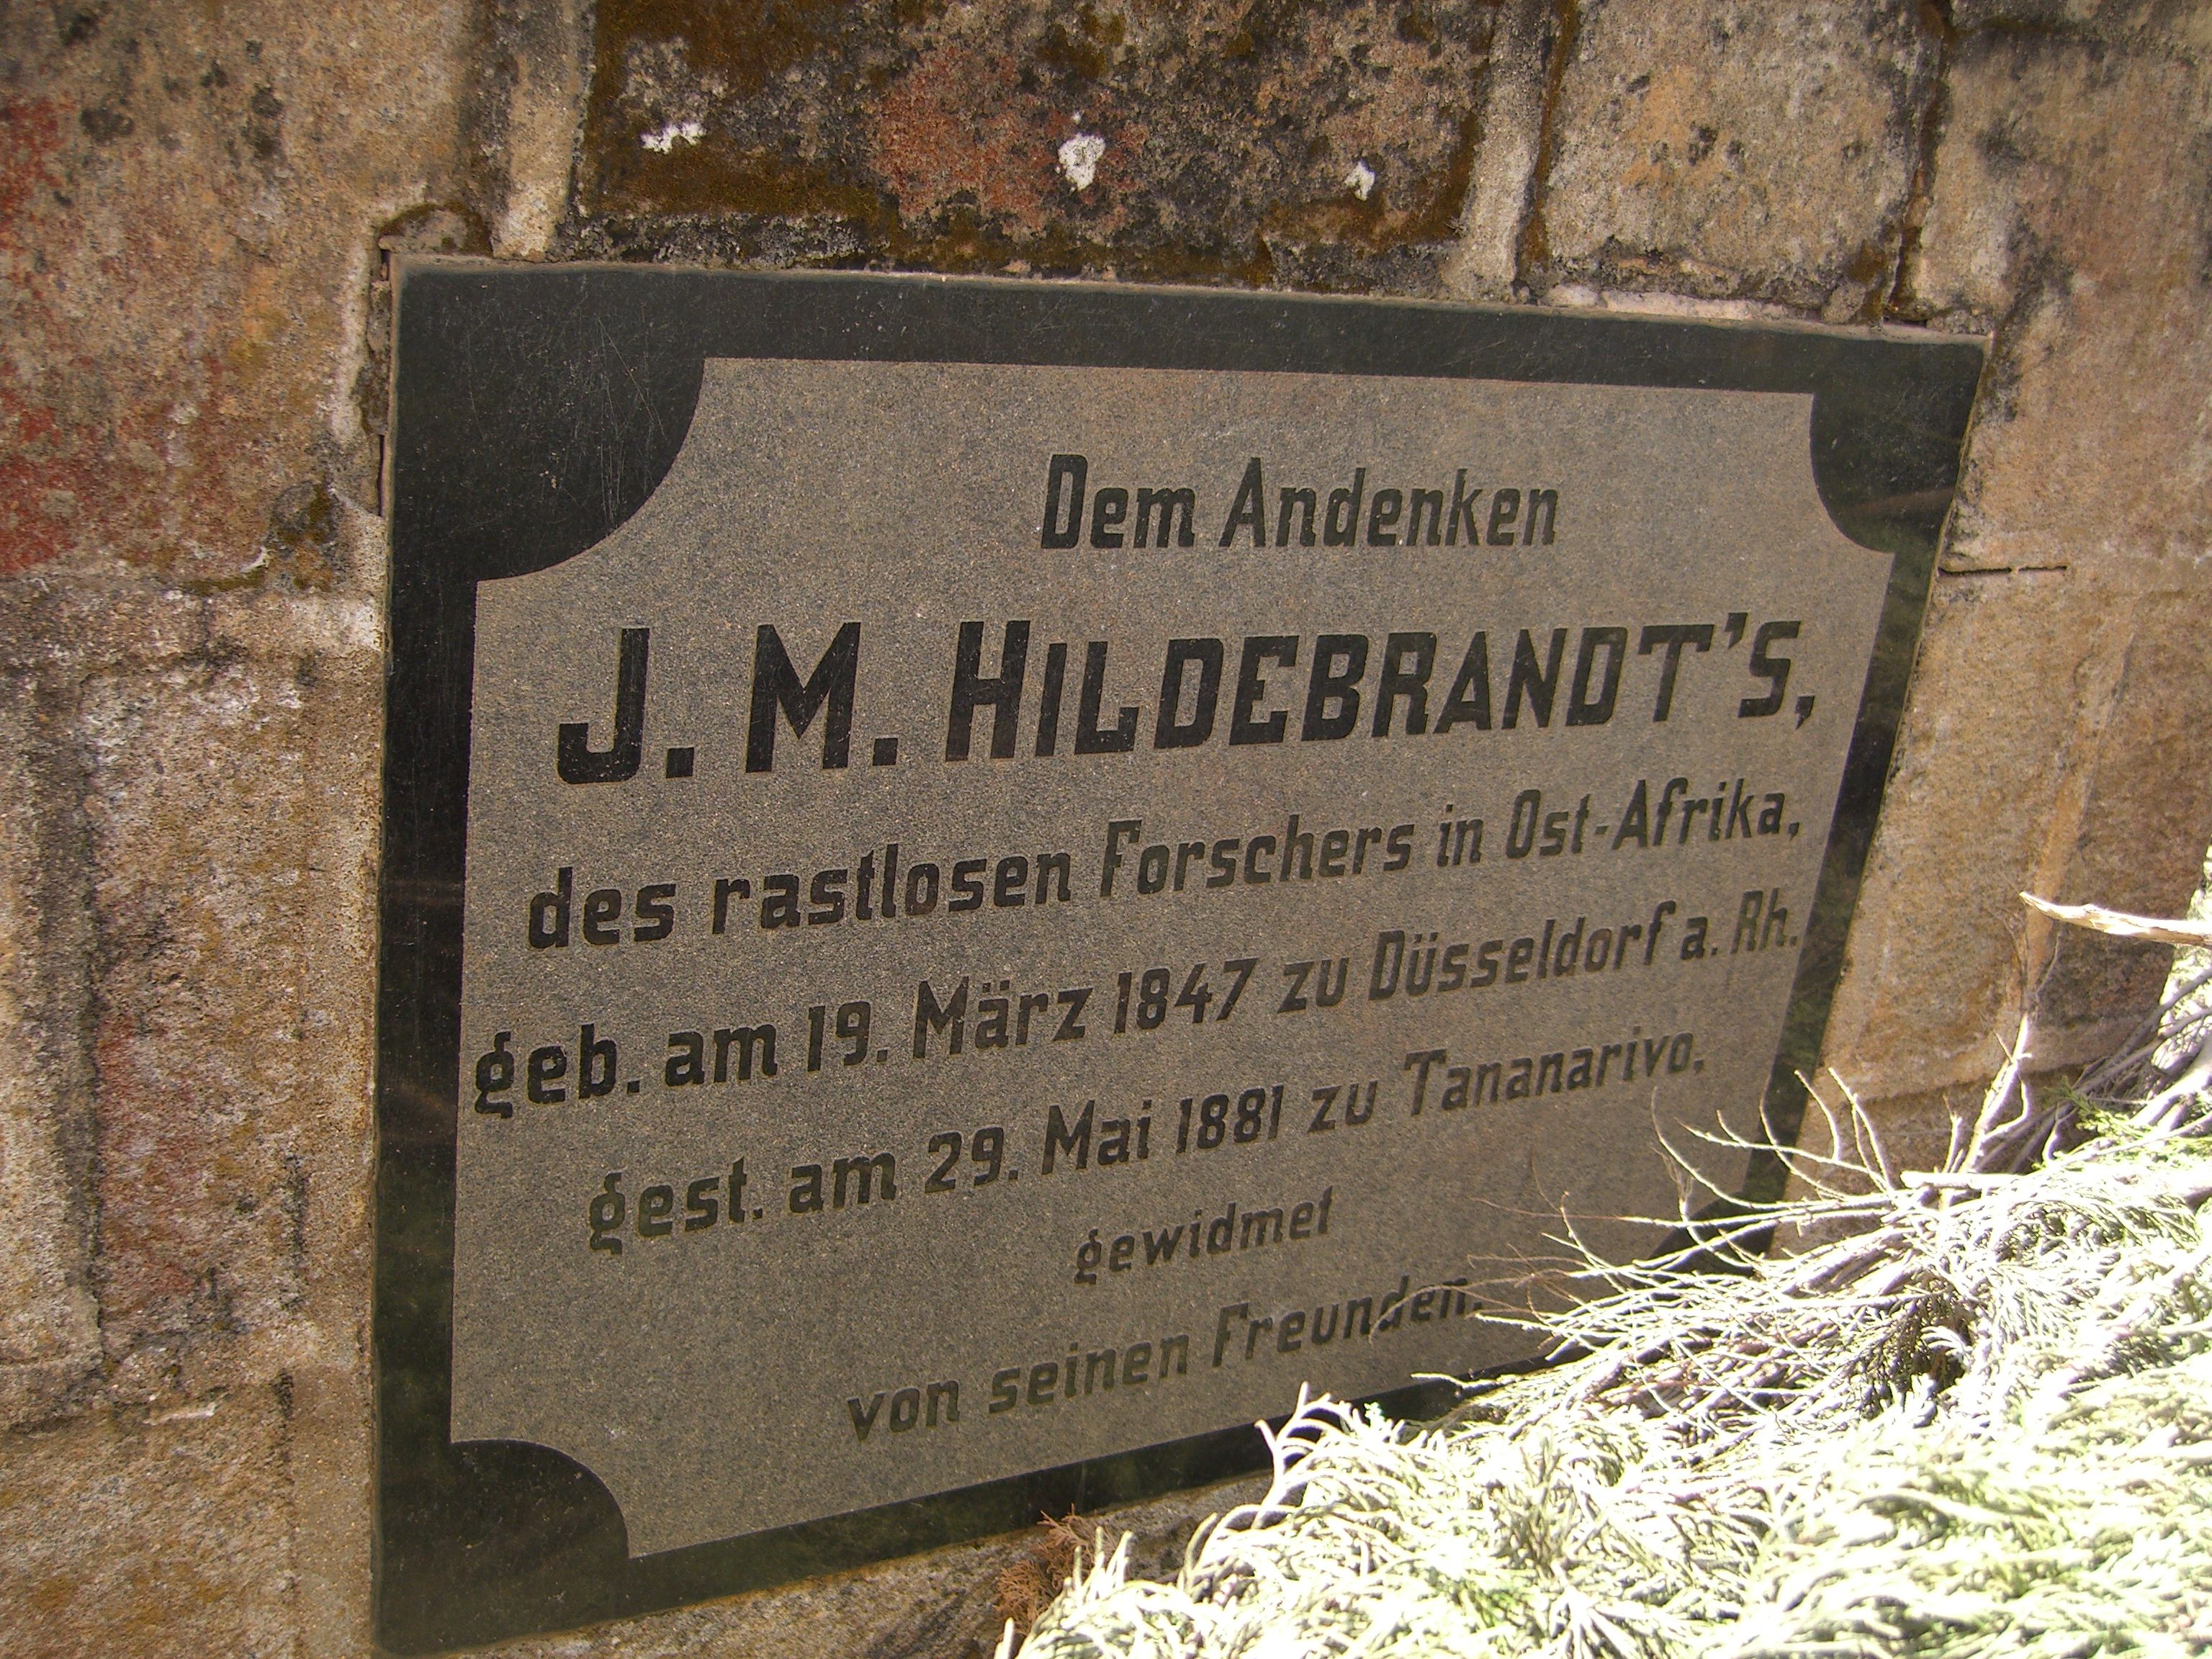 Dem Andenken
J. M. HILDEBRANDT'S,
des rastlosen Forschers in Ost-Afrika,
geb. am 19. März 1847 zu Düsseldorf a. Rh.
gest. am 29. Mai 1881 zu Tananarivo,
gewidmet
von seinen Freunden.